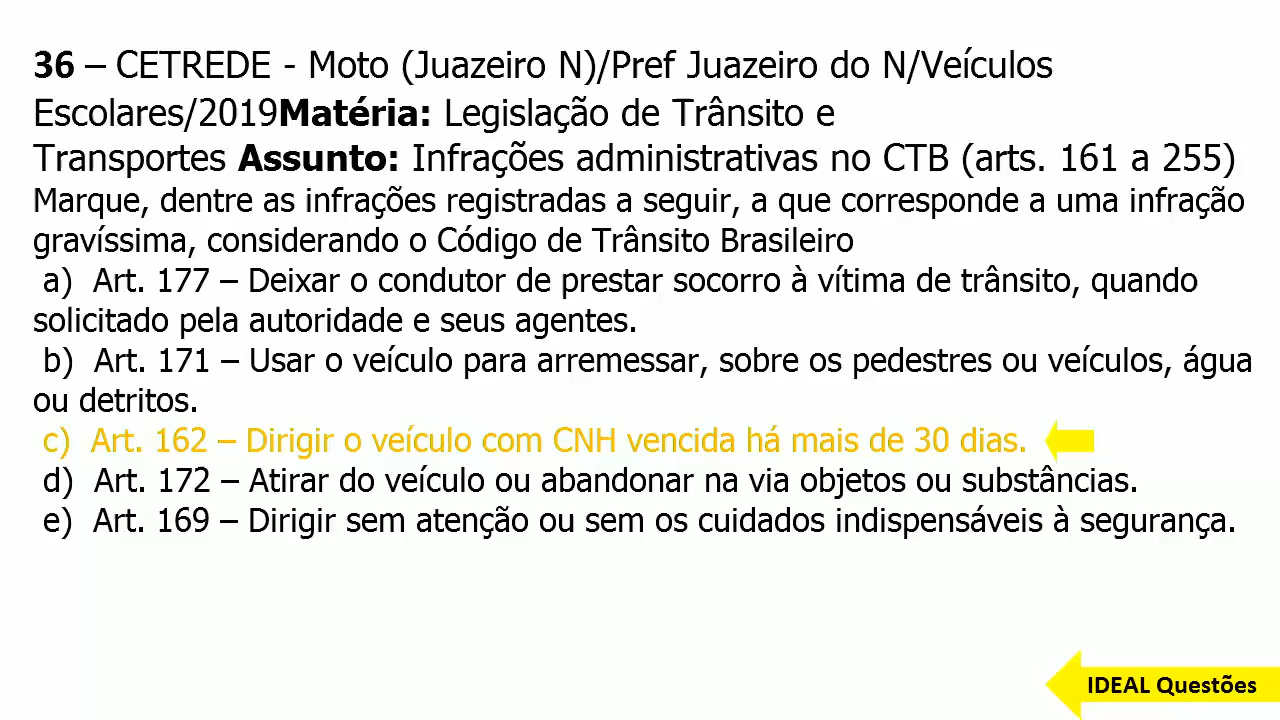 36 – CETREDE - Moto (Juazeiro N)/Pref Juazeiro do N/Veículos
Escolares/2019Matéria: Legislação de Trânsito e
Transportes Assunto: Infrações administrativas no CTB (arts. 161 a 255)
Marque, dentre as infrações registradas a seguir, a que corresponde a uma infração
gravíssima, considerando o Código de Trânsito Brasileiro
a) Art. 177 – Deixar o condutor de prestar socorro à vítima de trânsito, quando
solicitado pela autoridade e seus agentes.
b) Art. 171 – Usar o veículo para arremessar, sobre os pedestres ou veículos, água
ou detritos.
c) Art. 162 – Dirigir o veículo com CNH vencida há mais de 30 dias.
d) Art. 172 – Atirar do veículo ou abandonar na via objetos ou substâncias.
e) Art. 169 – Dirigir sem atenção ou sem os cuidados indispensáveis à segurança.
IDEAL Questões